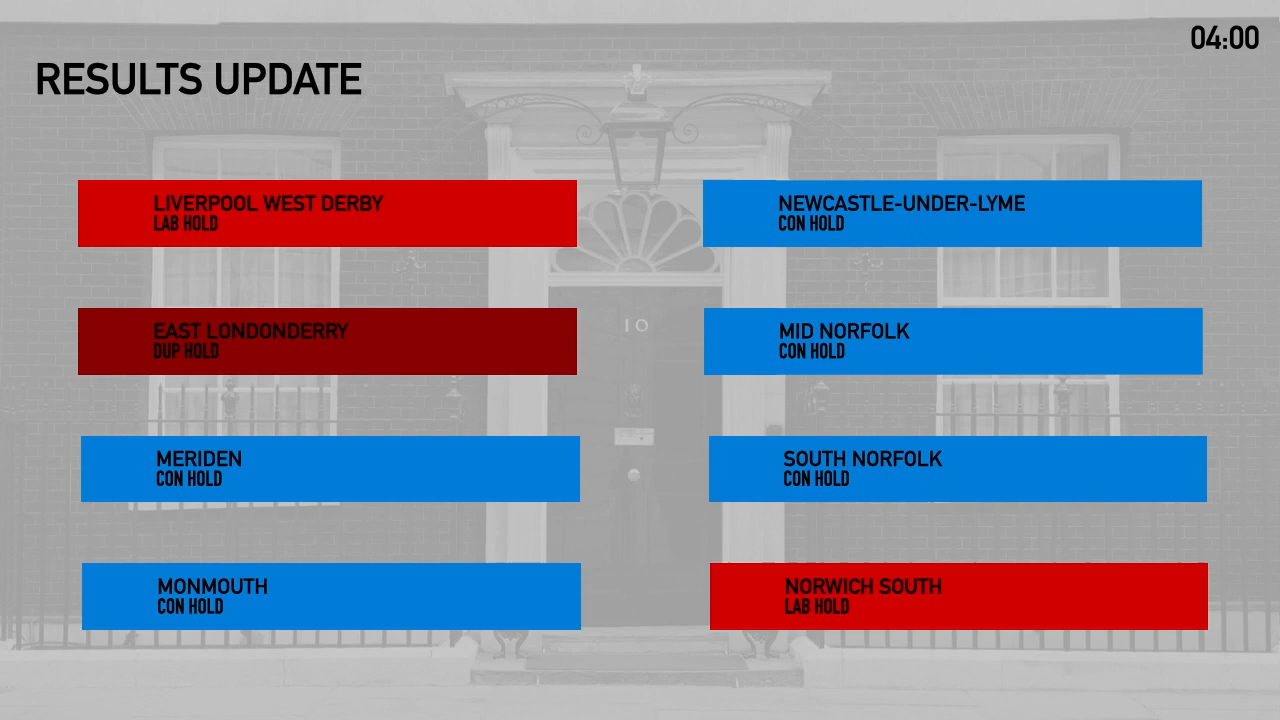 04:00
RESULTS UPDATE
LIVERPOOL WEST DERBY
LAB HOLD
NEWCASTLE-UNDER-LYME
CON HOLD
EAST LONDONDERRY
DUP HOLD
MID NORFOLK
CON HOLD
MERIDEN
CON HOLD
SOUTH NORFOLK
CON HOLD
MONMOUTH
CON HOLD
NORWICH SOUTH
LAB HOLD
10